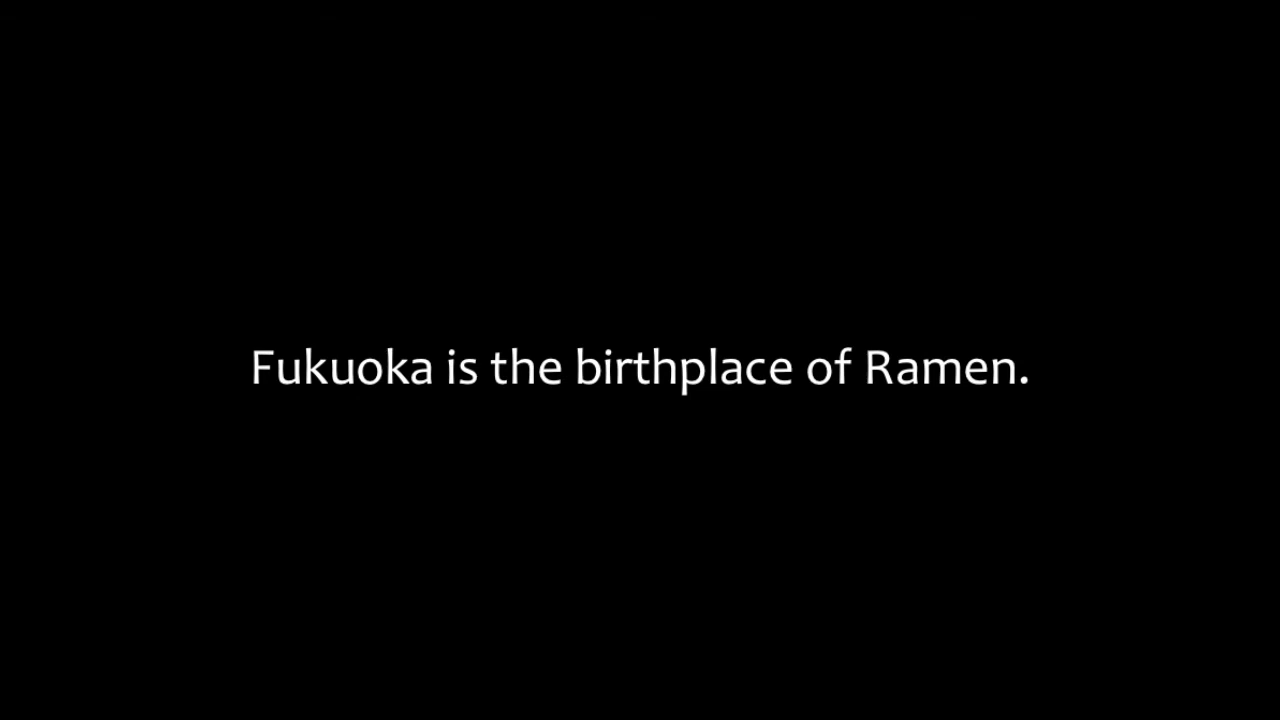 Fukuoka is the birthplace of Ramen.